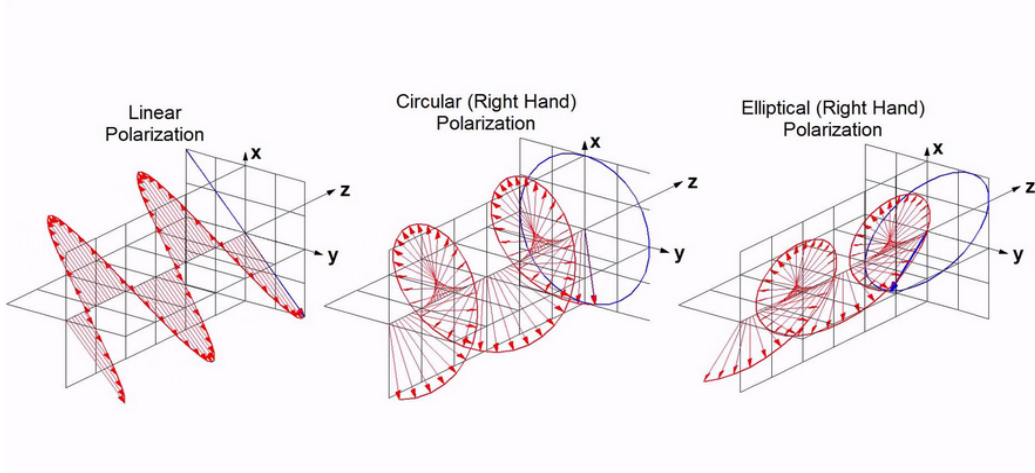 Linear
Polarization
x
z
y
Circular (Right Hand)
Polarization
x
z
y
Elliptical (Right Hand)
Polarization
x
z
y